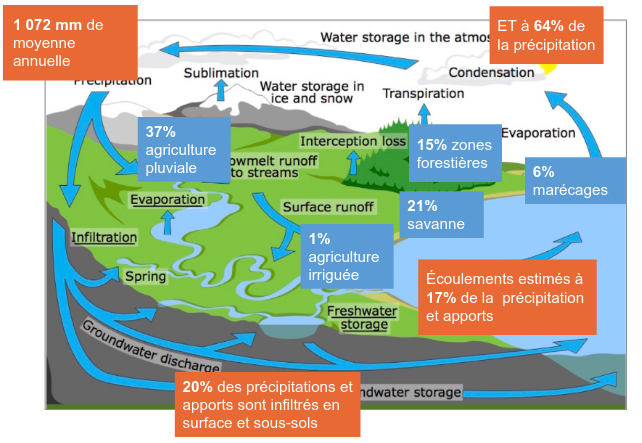 1 072 mm de
moyenne
annuelle
ET à 64% de
la précipitation
Water storage in the
Precipitation
Sublimation
Water storage in
ice and snow
Condensation
Transpiration
37%
agriculture
pluviale
Interception loss
15% zones
forestières
Evaporation
runoff
to streams
6%
marécages
Evaporation
Surface runoff
21%
savanne
Infiltration
1%
agriculture
irriguée
Spring
Écoulements estimés à
17% de la précipitation
et apports
Freshwater
storage
Groundwater discharge
20% des précipitations et
apports sont infiltrés en
surface et sous-sols
storage